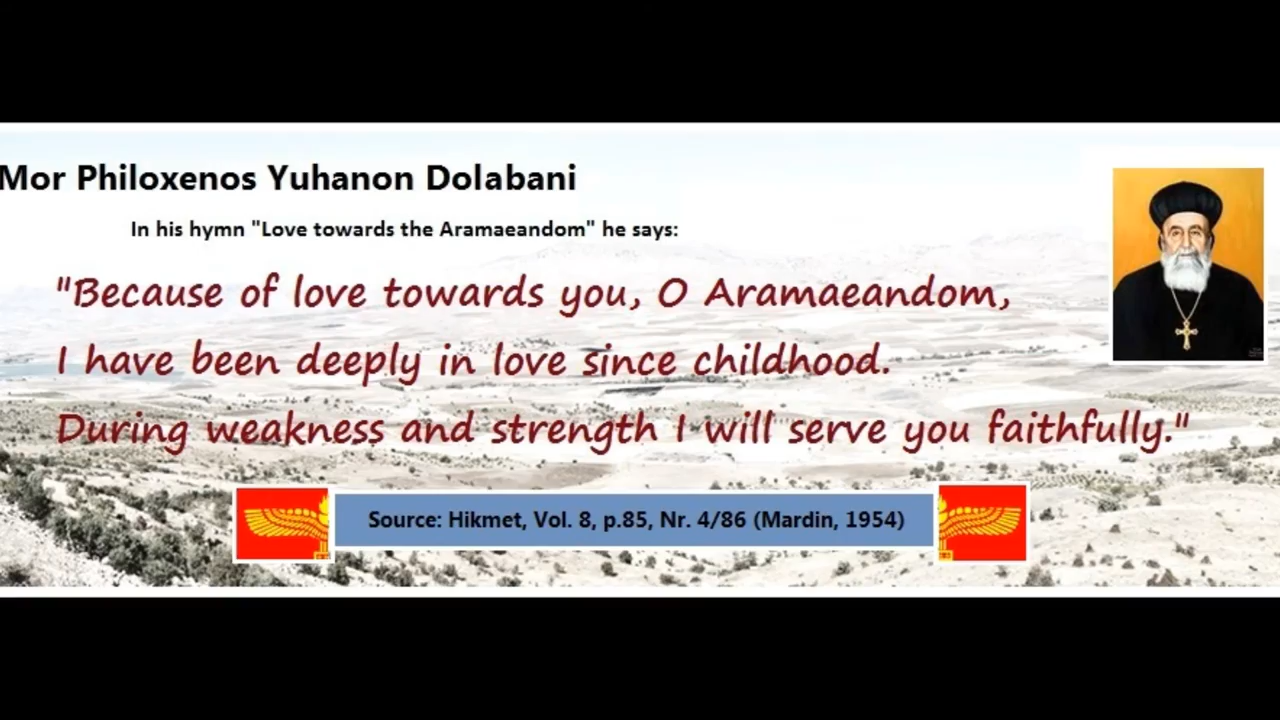 Mor Philoxenos Yuhanon Dolabani
In his hymn "Love towards the Aramaeandom" he says:
"Because of love towards you, O Aramaeandom,
I have been deeply in love since childhood.
During weakness and strength I will serve you faithfully."
Source: Hikmet, Vol. 8, p.85, Nr. 4/86 (Mardin, 1954)